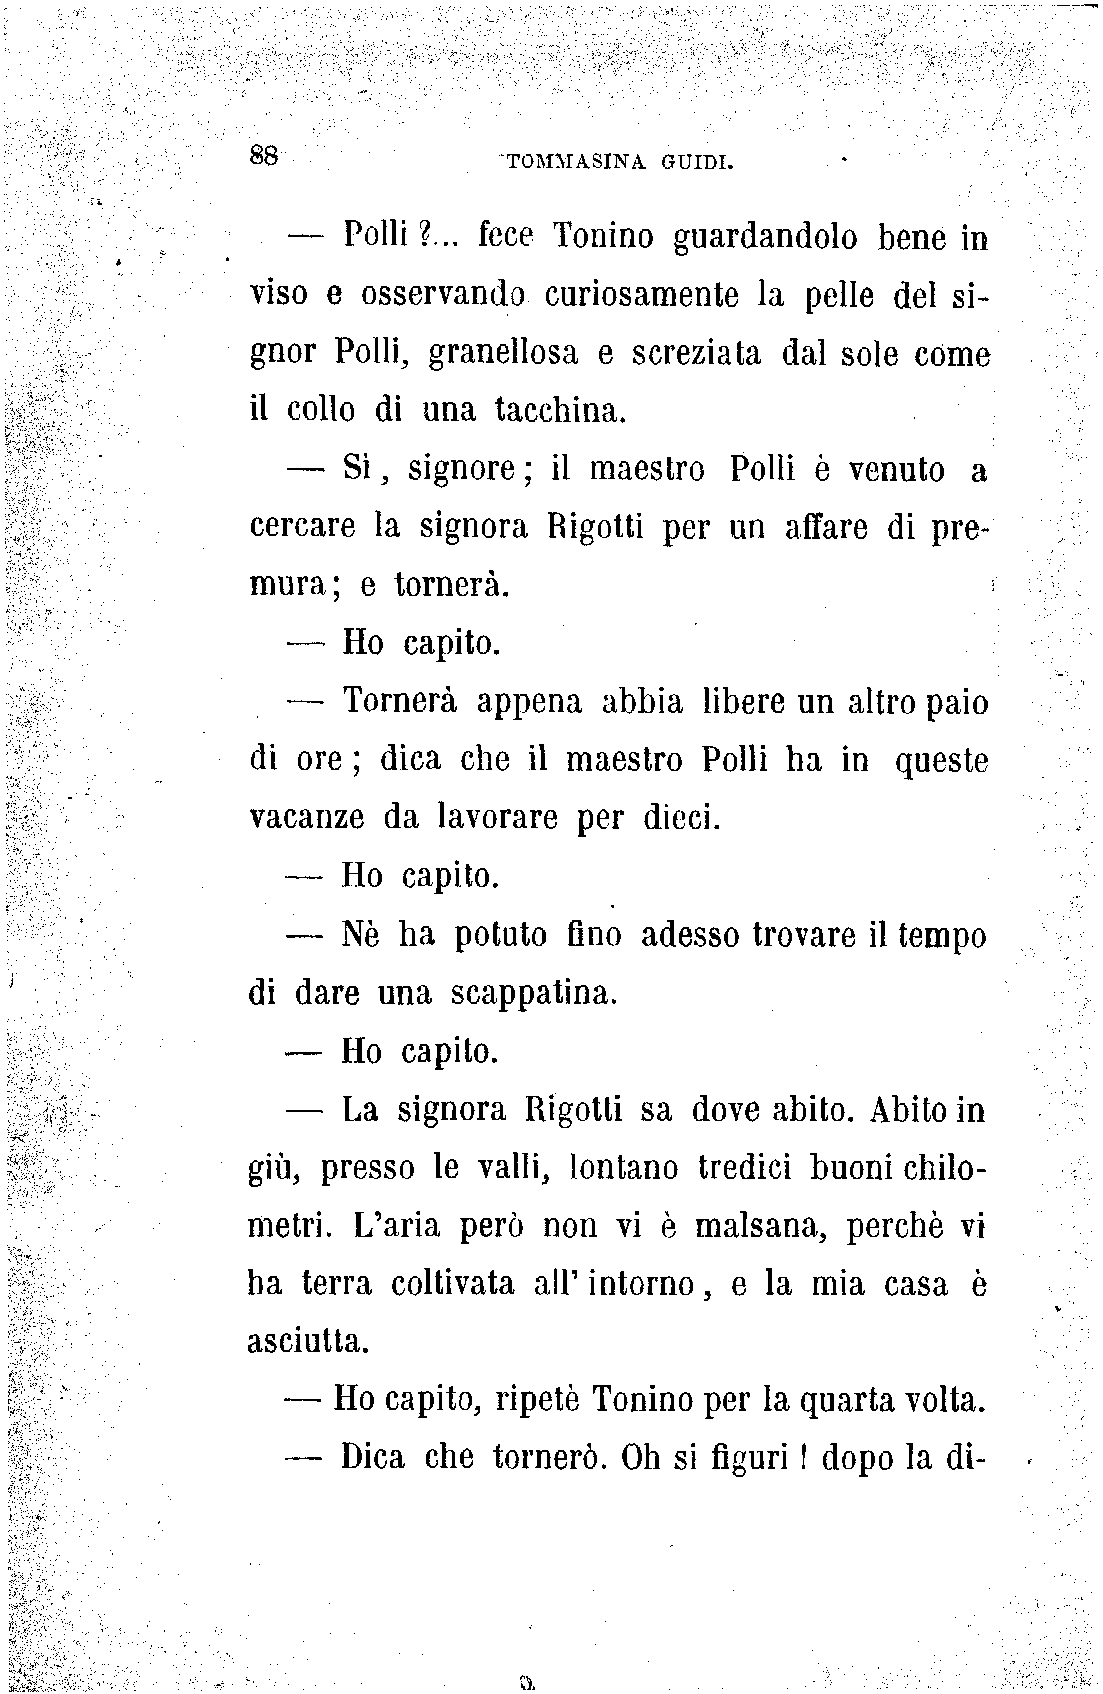 88 TOMMASINA GUIDI.
— Polli ?... fece Tonino guardandolo bene in
viso e osservando curiosamente la pelle del si-
gnor Polli, granellosa e screziata dal sole come
il collo di una tacchina.
— Sì, signore; il maestro Polli è venuto a
cercare la signora Rigotti per un affare di pre-
mura; e tornerà.
— Ho capito.
— Tornerà appena abbia libere un altro paio
di ore; dica che il maestro Polli ha in queste
vacanze da lavorare per dieci.
— Ho capito.
— Nè ha potuto fino adesso trovare il tempo
di dare una scappatina.
— Ho capito.
— La signora Rigotti sa dove abito. Abito in
giù, presso le valli, lontano tredici buoni chilo-
metri. L'aria però non vi è malsana, perchè vi
ha terra coltivata all' intorno, e la mia casa è
asciutta.
— Ho capito, ripetè Tonino per la quarta volta.
— Dica che tornerò. Oh si figuri! dopo la di-